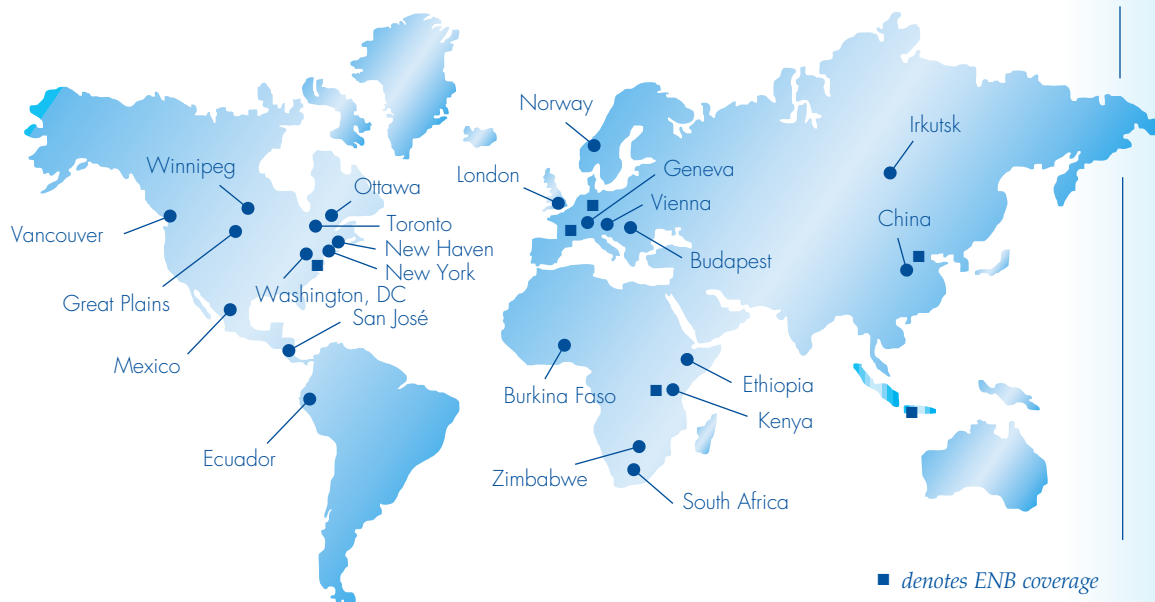 Norway
Irkutsk
Winnipeg
Geneva
London
Ottawa
Vienna
China
Toronto
Vancouver
New Haven
Budapest
New York
Washington, DC
Great Plains
San José
Mexico
Ethiopia
Burkina Faso
Kenya
Ecuador
Zimbabwe
South Africa
denotes ENB coverage